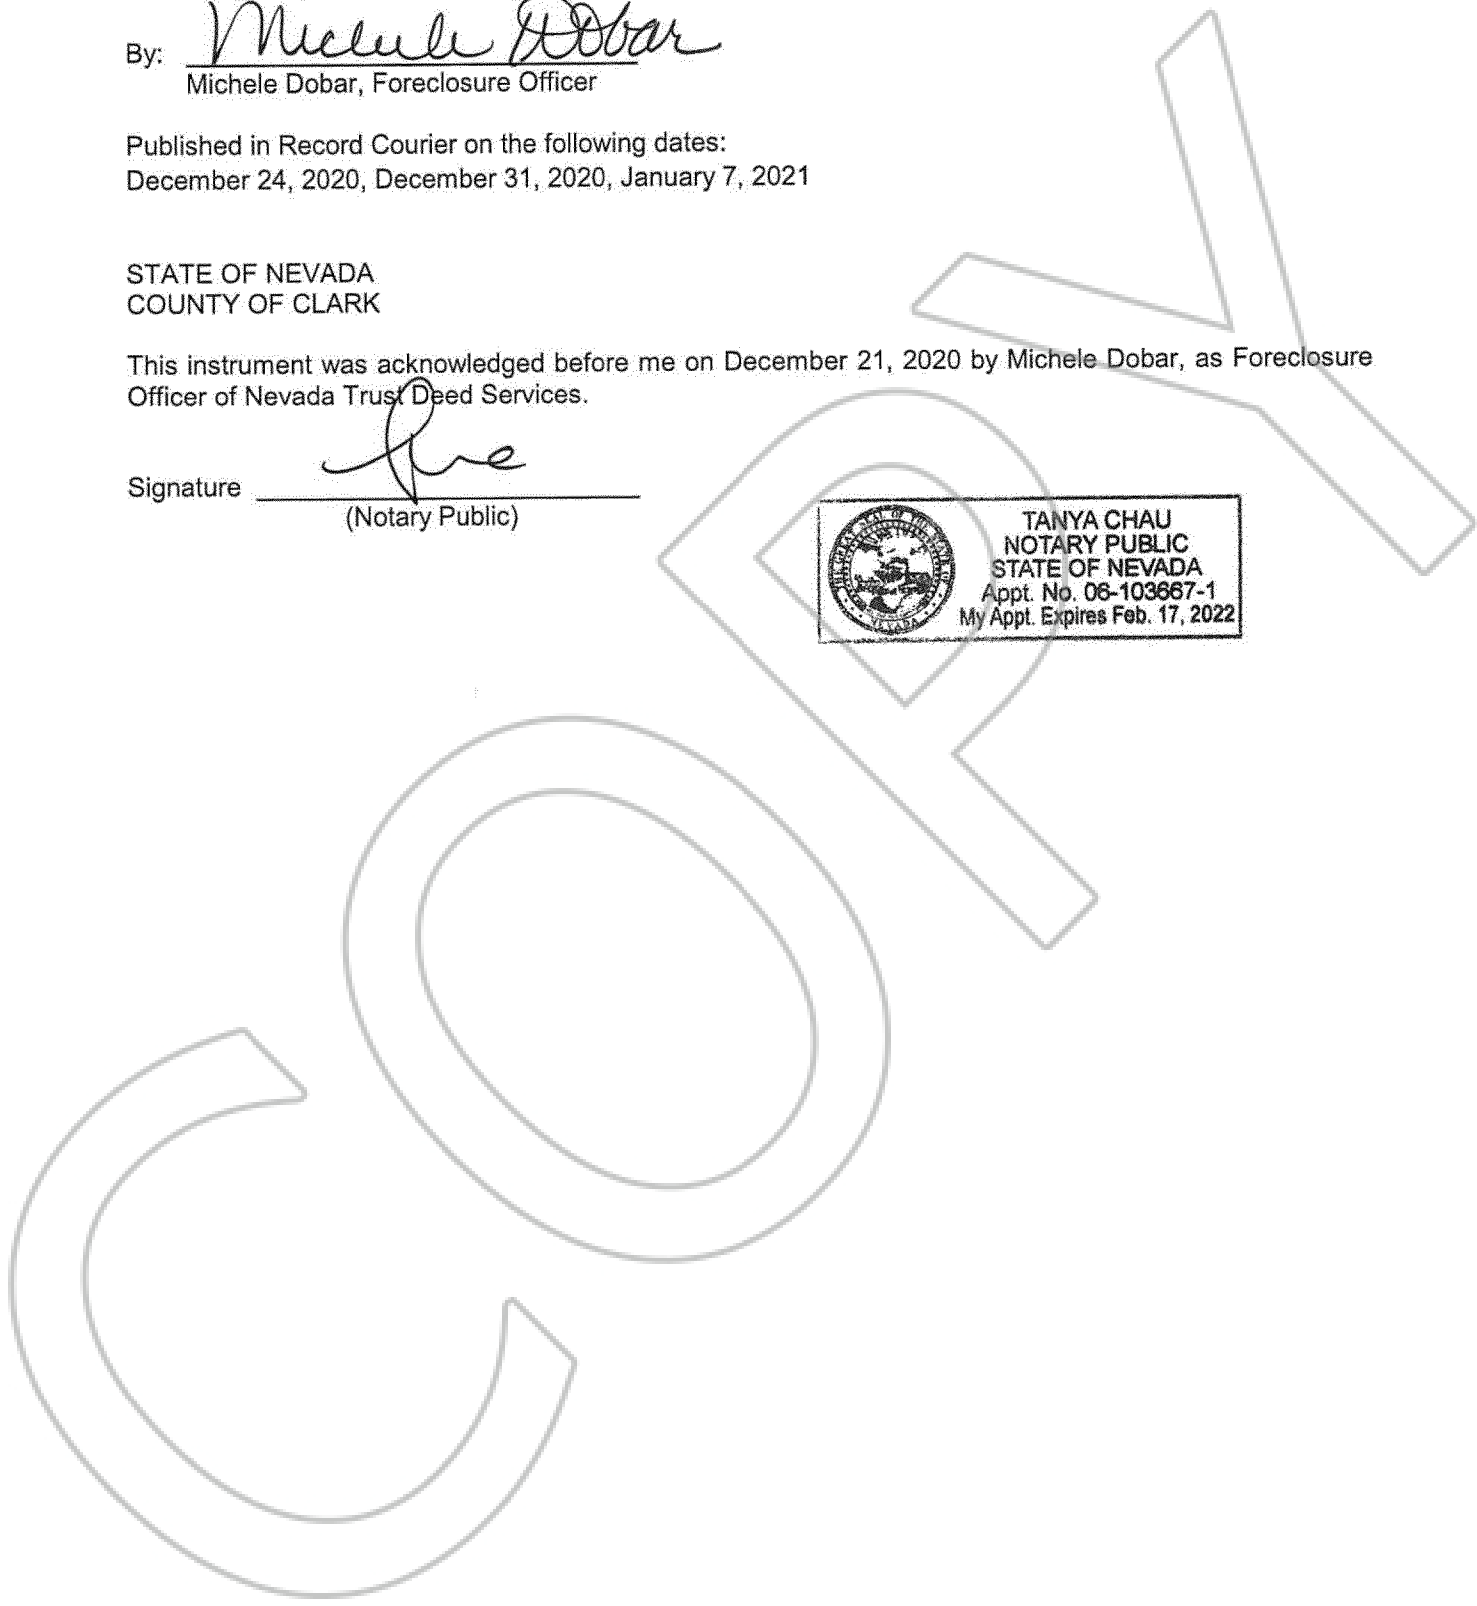 By: Michele Dobar
Michele Dobar, Foreclosure Officer
Published in Record Courier on the following dates:
December 24, 2020, December 31, 2020, January 7, 2021
STATE OF NEVADA
COUNTY OF CLARK
This instrument was acknowledged before me on December 21, 2020 by Michele Dobar, as Foreclosure
Officer of Nevada Trust Deed Services.
Signature
(Notary Public)
TANYA CHAU
NOTARY PUBLIC
STATE OF NEVADA
Appt. No. 06-103667-1
My Appt. Expires Feb. 17, 2022
COPY